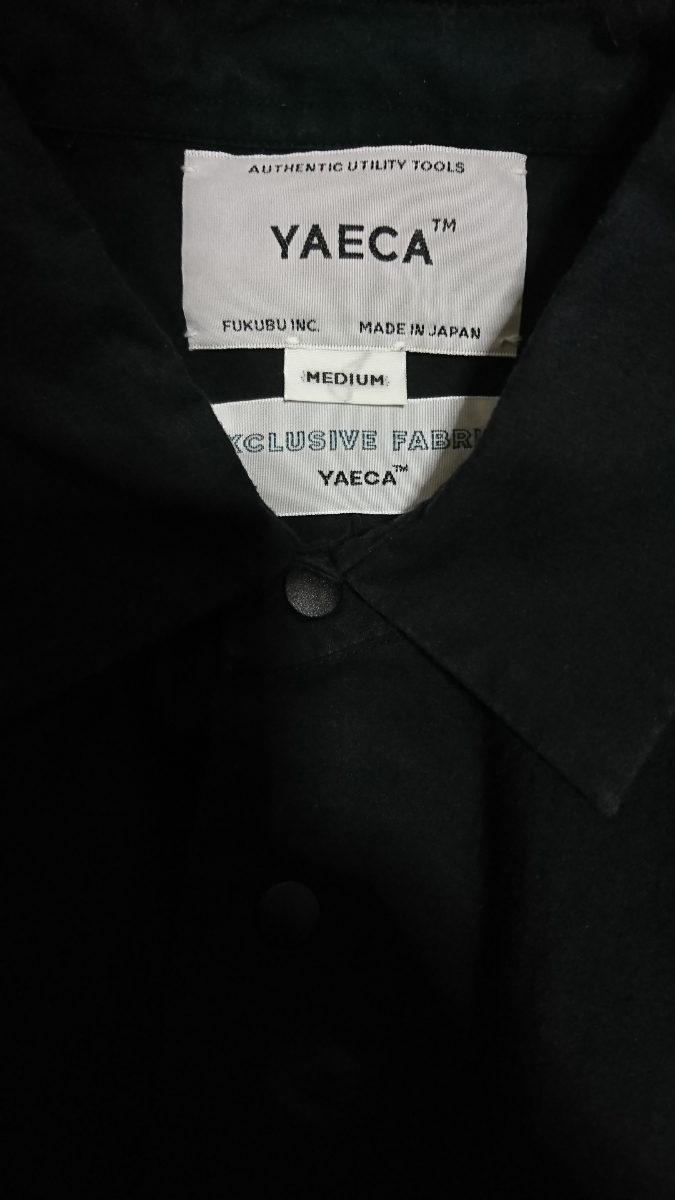 AUTHENTIC UTILITY TOOLS
YAECA™
FUKUBU INC. MADE IN JAPAN
MEDIUM
XCLUSIVE FABRI
YAECA™